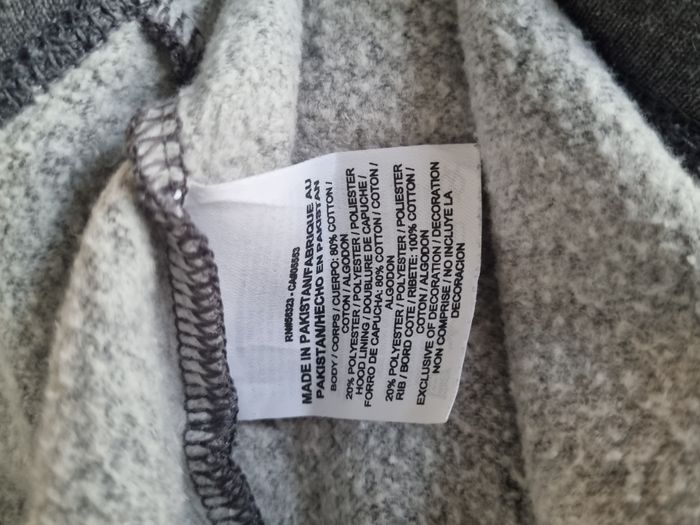 RN#56323 - CA#05553
MADE IN PAKISTAN/FABRIQUE AU
PAKISTAN/HECHO EN PAKISTAN
BODY / CORPS / CUERPO: 80% COTTON /
COTON / ALGODON
20% POLYESTER / POLYESTER / POLIESTER
HOOD LINING / DOUBLURE DE CAPUCHE /
FORRO DE CAPUCHA: 80% COTTON / COTON /
ALGODON
20% POLYESTER / POLYESTER / POLIESTER
RIB / BORD COTE / RIBETE: 100% COTTON /
COTON / ALGODON
EXCLUSIVE OF DECORATION / DECORATION
NON COMPRISE / NO INCLUYE LA
DECORACION